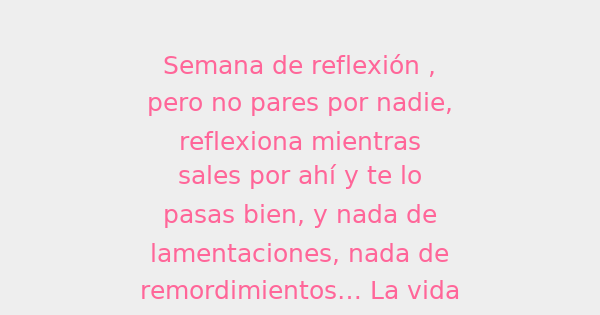 Semana de reflexión ,
pero no pares por nadie,
reflexiona mientras
sales por ahí y te lo
pasas bien, y nada de
lamentaciones, nada de
remordimientos... La vida